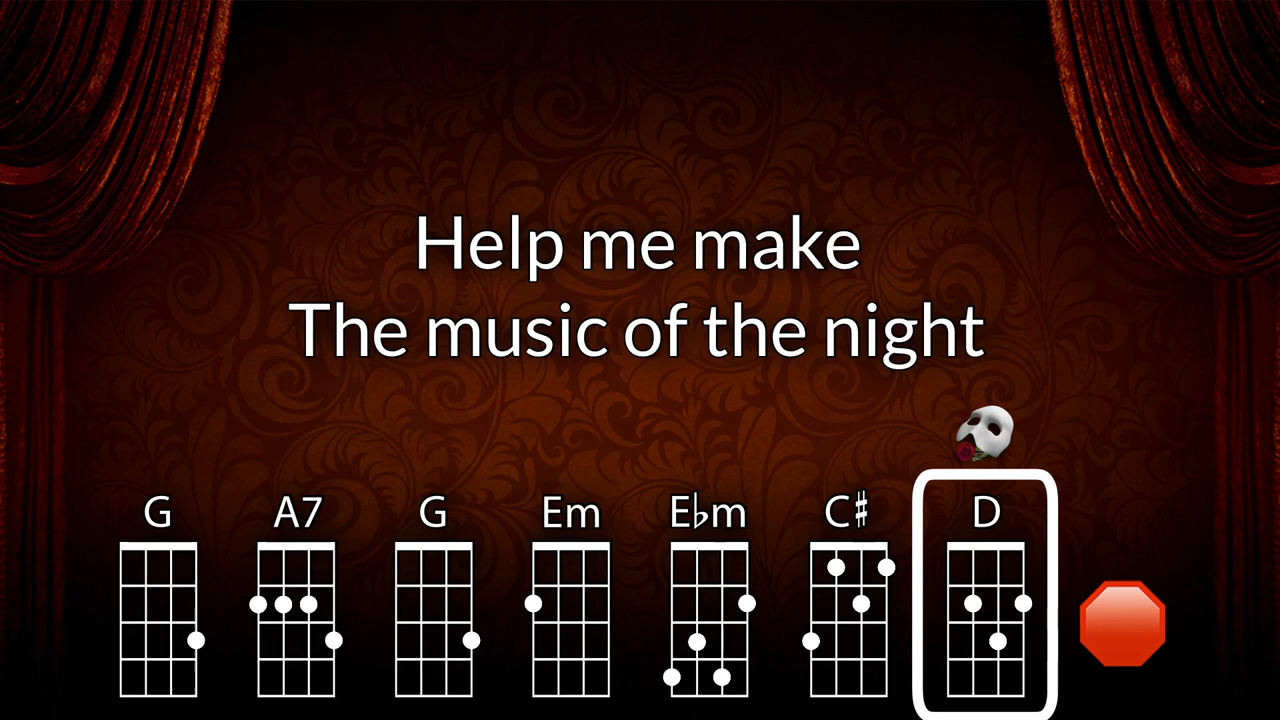 Help me make
The music of the night
G A7 G Em E♭m C♯ D